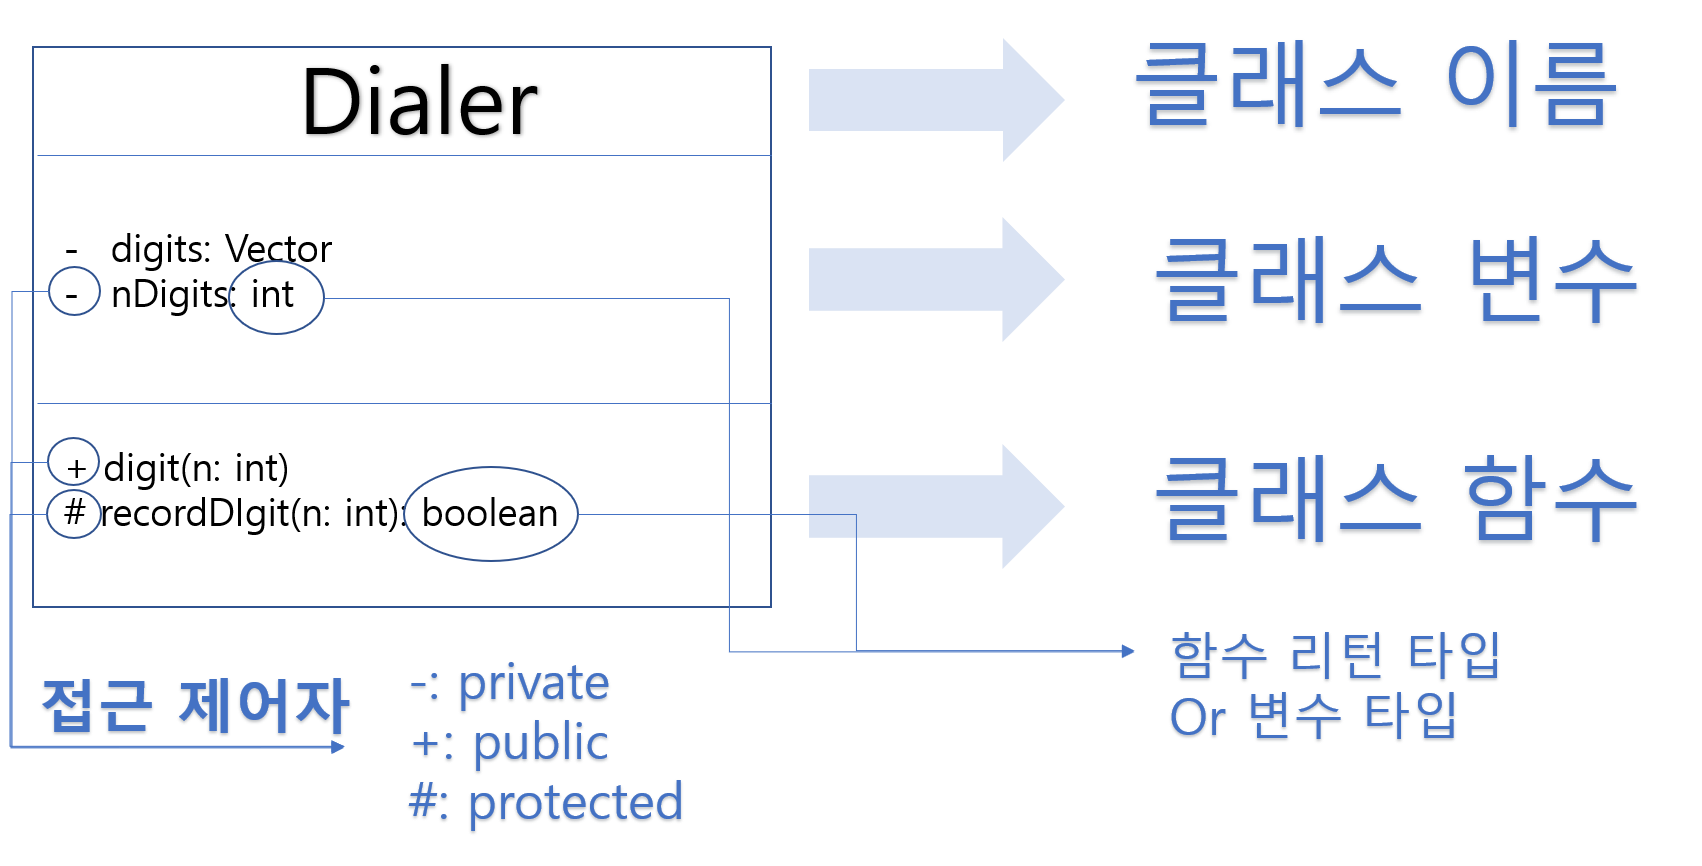 Dialer
클래스 이름
- digits: Vector
- nDigits: int
클래스 변수
+ digit(n: int)
# recordDIgit(n: int): boolean
클래스 함수
함수 리턴 타입
Or 변수 타입
접근 제어자
-: private
+: public
#: protected